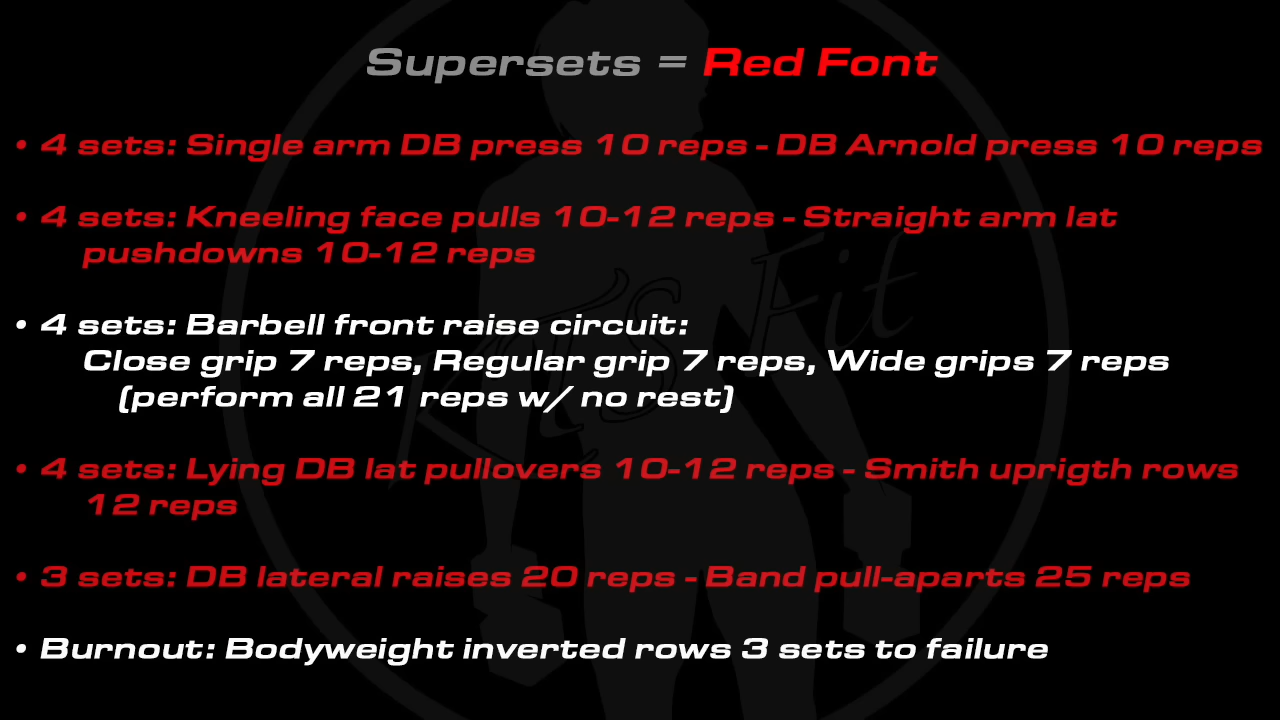 Supersets = Red Font
• 4 sets: Single arm DB press 10 reps - DB Arnold press 10 reps
• 4 sets: Kneeling face pulls 10-12 reps - Straight arm lat
pushdowns 10-12 reps
• 4 sets: Barbell front raise circuit:
Close grip 7 reps, Regular grip 7 reps, Wide grips 7 reps
(perform all 21 reps w/ no rest)
• 4 sets: Lying DB lat pullovers 10-12 reps - Smith uprigth rows
12 reps
• 3 sets: DB lateral raises 20 reps - Band pull-aparts 25 reps
• Burnout: Bodyweight inverted rows 3 sets to failure